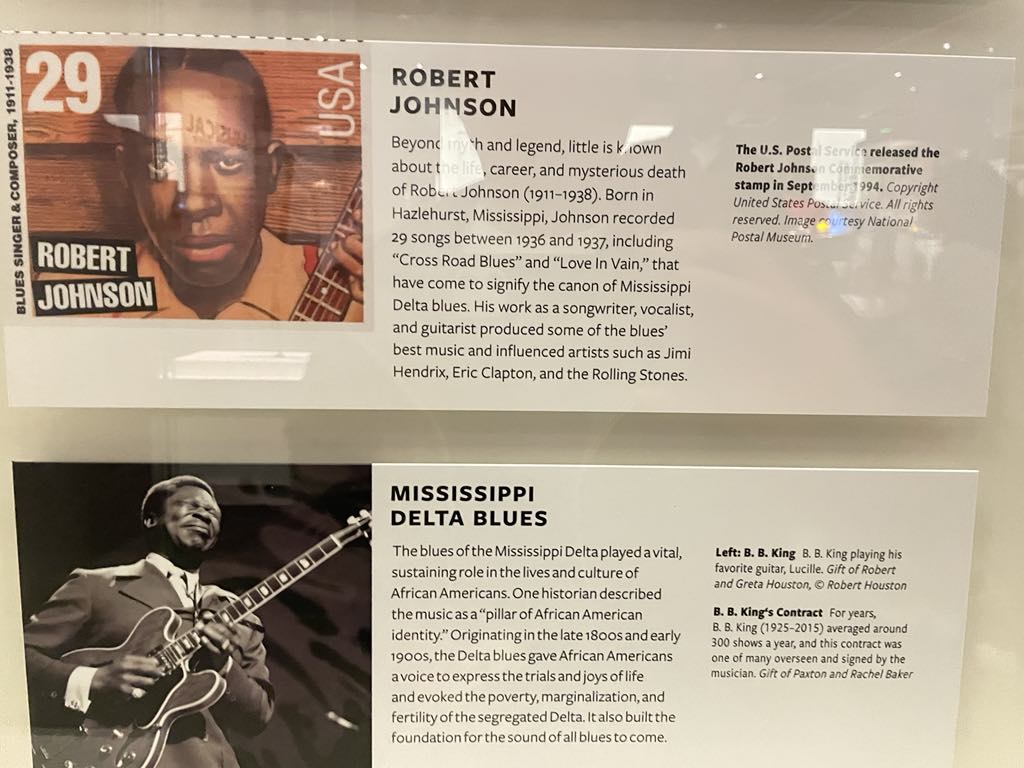 BLUES SINGER & COMPOSER, 1911-1938
29
USA
MUSICAL
ROBERT
JOHNSON
ROBERT
JOHNSON
Beyond myth and legend, little is known
about the life, career, and mysterious death
of Robert Johnson (1911–1938). Born in
Hazlehurst, Mississippi, Johnson recorded
29 songs between 1936 and 1937, including
“Cross Road Blues” and “Love In Vain,” that
have come to signify the canon of Mississippi
Delta blues. His work as a songwriter, vocalist,
and guitarist produced some of the blues’
best music and influenced artists such as Jimi
Hendrix, Eric Clapton, and the Rolling Stones.
The U.S. Postal Service released the
Robert Johnson Commemorative
stamp in September 1994. Copyright
United States Postal Service. All rights
reserved. Image courtesy National
Postal Museum.
MISSISSIPPI
DELTA BLUES
The blues of the Mississippi Delta played a vital,
sustaining role in the lives and culture of
African Americans. One historian described
the music as a “pillar of African American
identity.” Originating in the late 1800s and early
1900s, the Delta blues gave African Americans
a voice to express the trials and joys of life
and evoked the poverty, marginalization, and
fertility of the segregated Delta. It also built the
foundation for the sound of all blues to come.
Left: B. B. King B. B. King playing his
favorite guitar, Lucille. Gift of Robert
and Greta Houston, © Robert Houston
B. B. King‘s Contract For years,
B. B. King (1925–2015) averaged around
300 shows a year, and this contract was
one of many overseen and signed by the
musician. Gift of Paxton and Rachel Baker